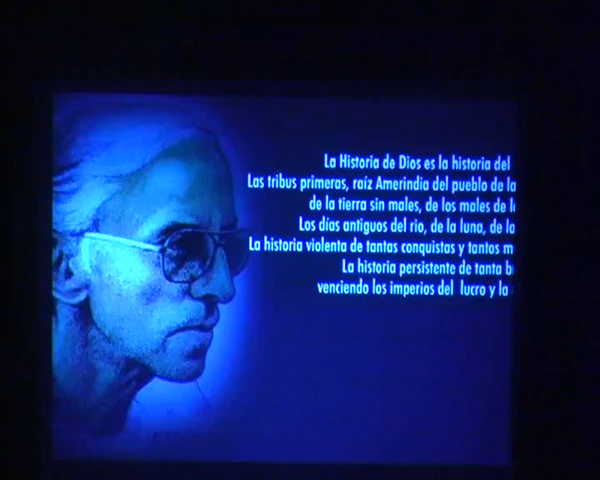 La Historia de Dios es la historia del
Las tribus primeras, raíz Amerindia del pueblo de la
de la tierra sin males, de los males de
Los días antiguos del rio, de la luna, de la
La historia violenta de tantas conquistas y tantos
La historia persistente de tanta
venciendo los imperios del lucro y la